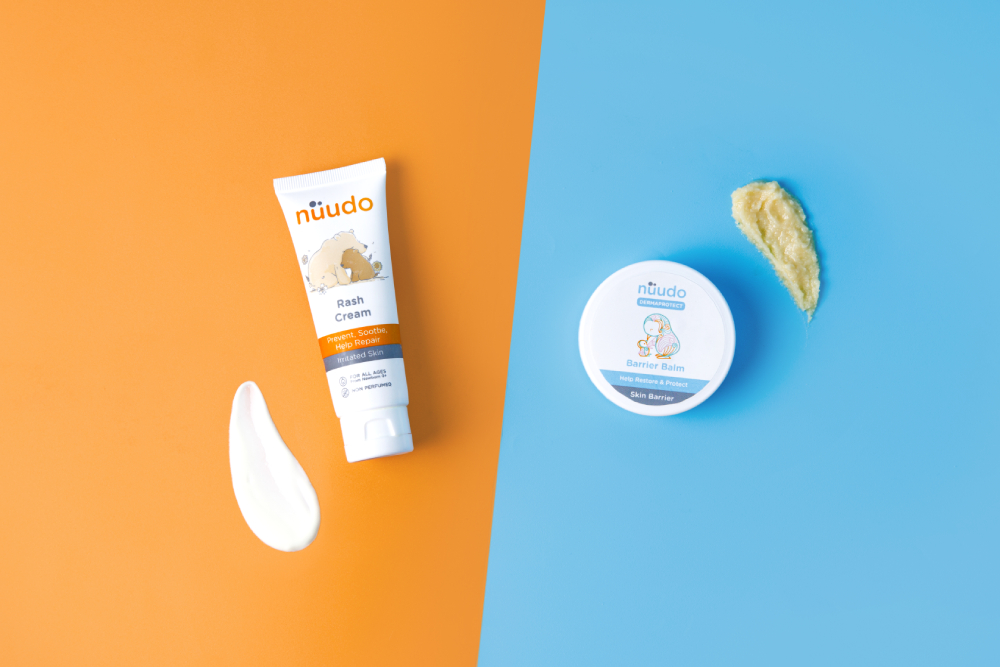 nüudo
Rash
Cream
Prevent, Soothe,
Help Repair
Irritated Skin
FOR ALL AGES
NON PERFUMED
nüudo
DERMAPROTECT
Barrier Balm
Help Restore & Protect
Skin Barrier